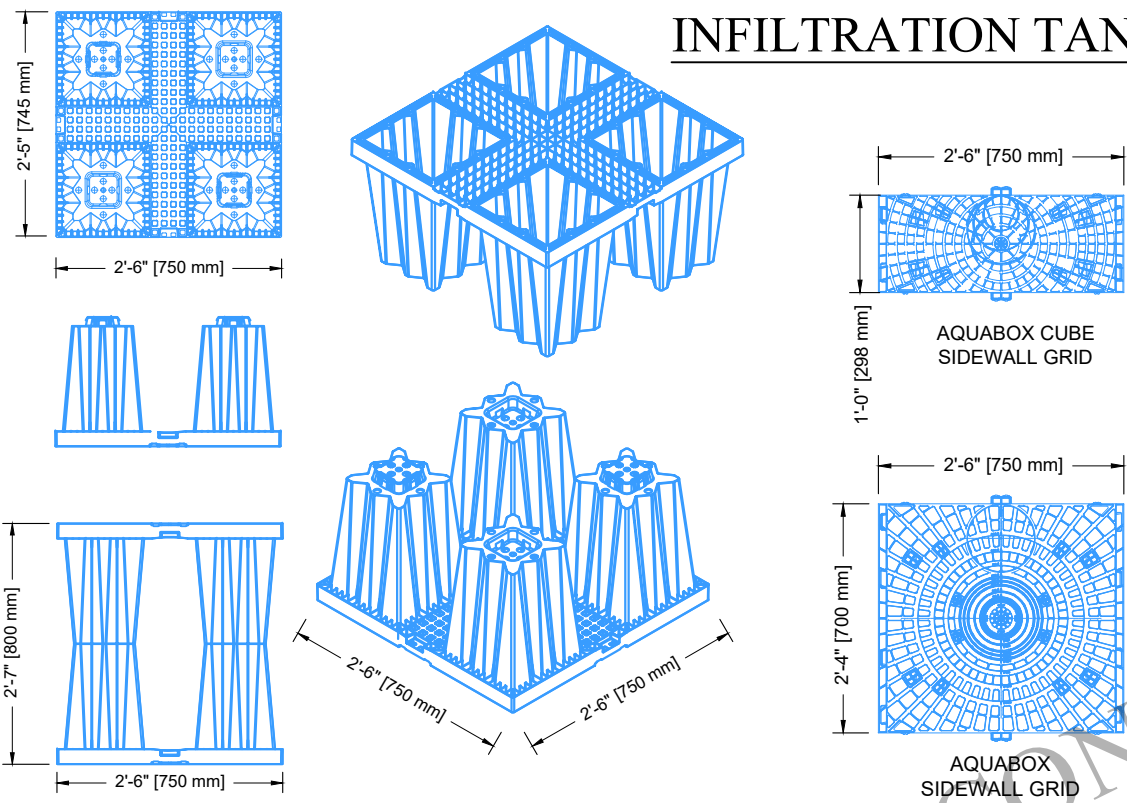 INFILTRATION TAN
2'-5" [745 mm]
2'-6" [750 mm]
2'-6" [750 mm]
1'-0" [298 mm]
AQUABOX CUBE
SIDEWALL GRID
2'-7" [800 mm]
2'-6" [750 mm]
2'-6" [750 mm]
2'-6" [750 mm]
2'-6" [750 mm]
2'-4" [700 mm]
AQUABOX
SIDEWALL GRID
CON